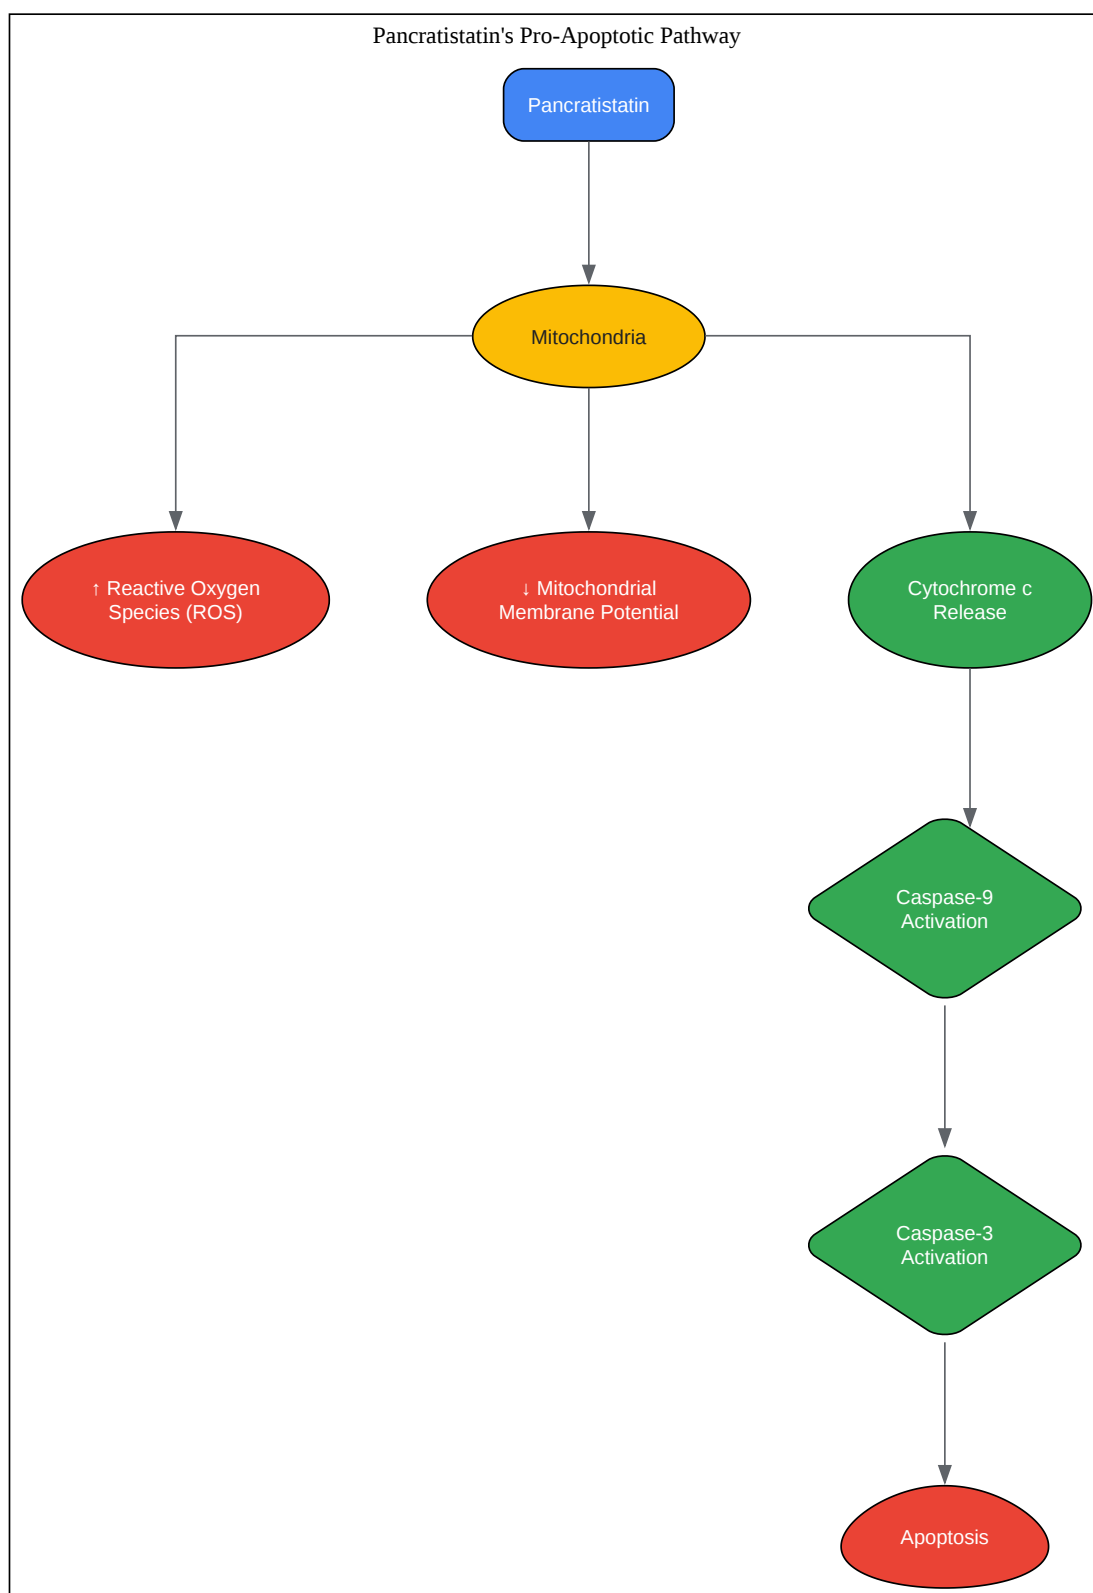 Pancratistatin's Pro-Apoptotic Pathway
Pancratistatin
Mitochondria
↑ Reactive Oxygen
Species (ROS)
↓ Mitochondrial
Membrane Potential
Cytochrome c
Release
Caspase-9
Activation
Caspase-3
Activation
Apoptosis